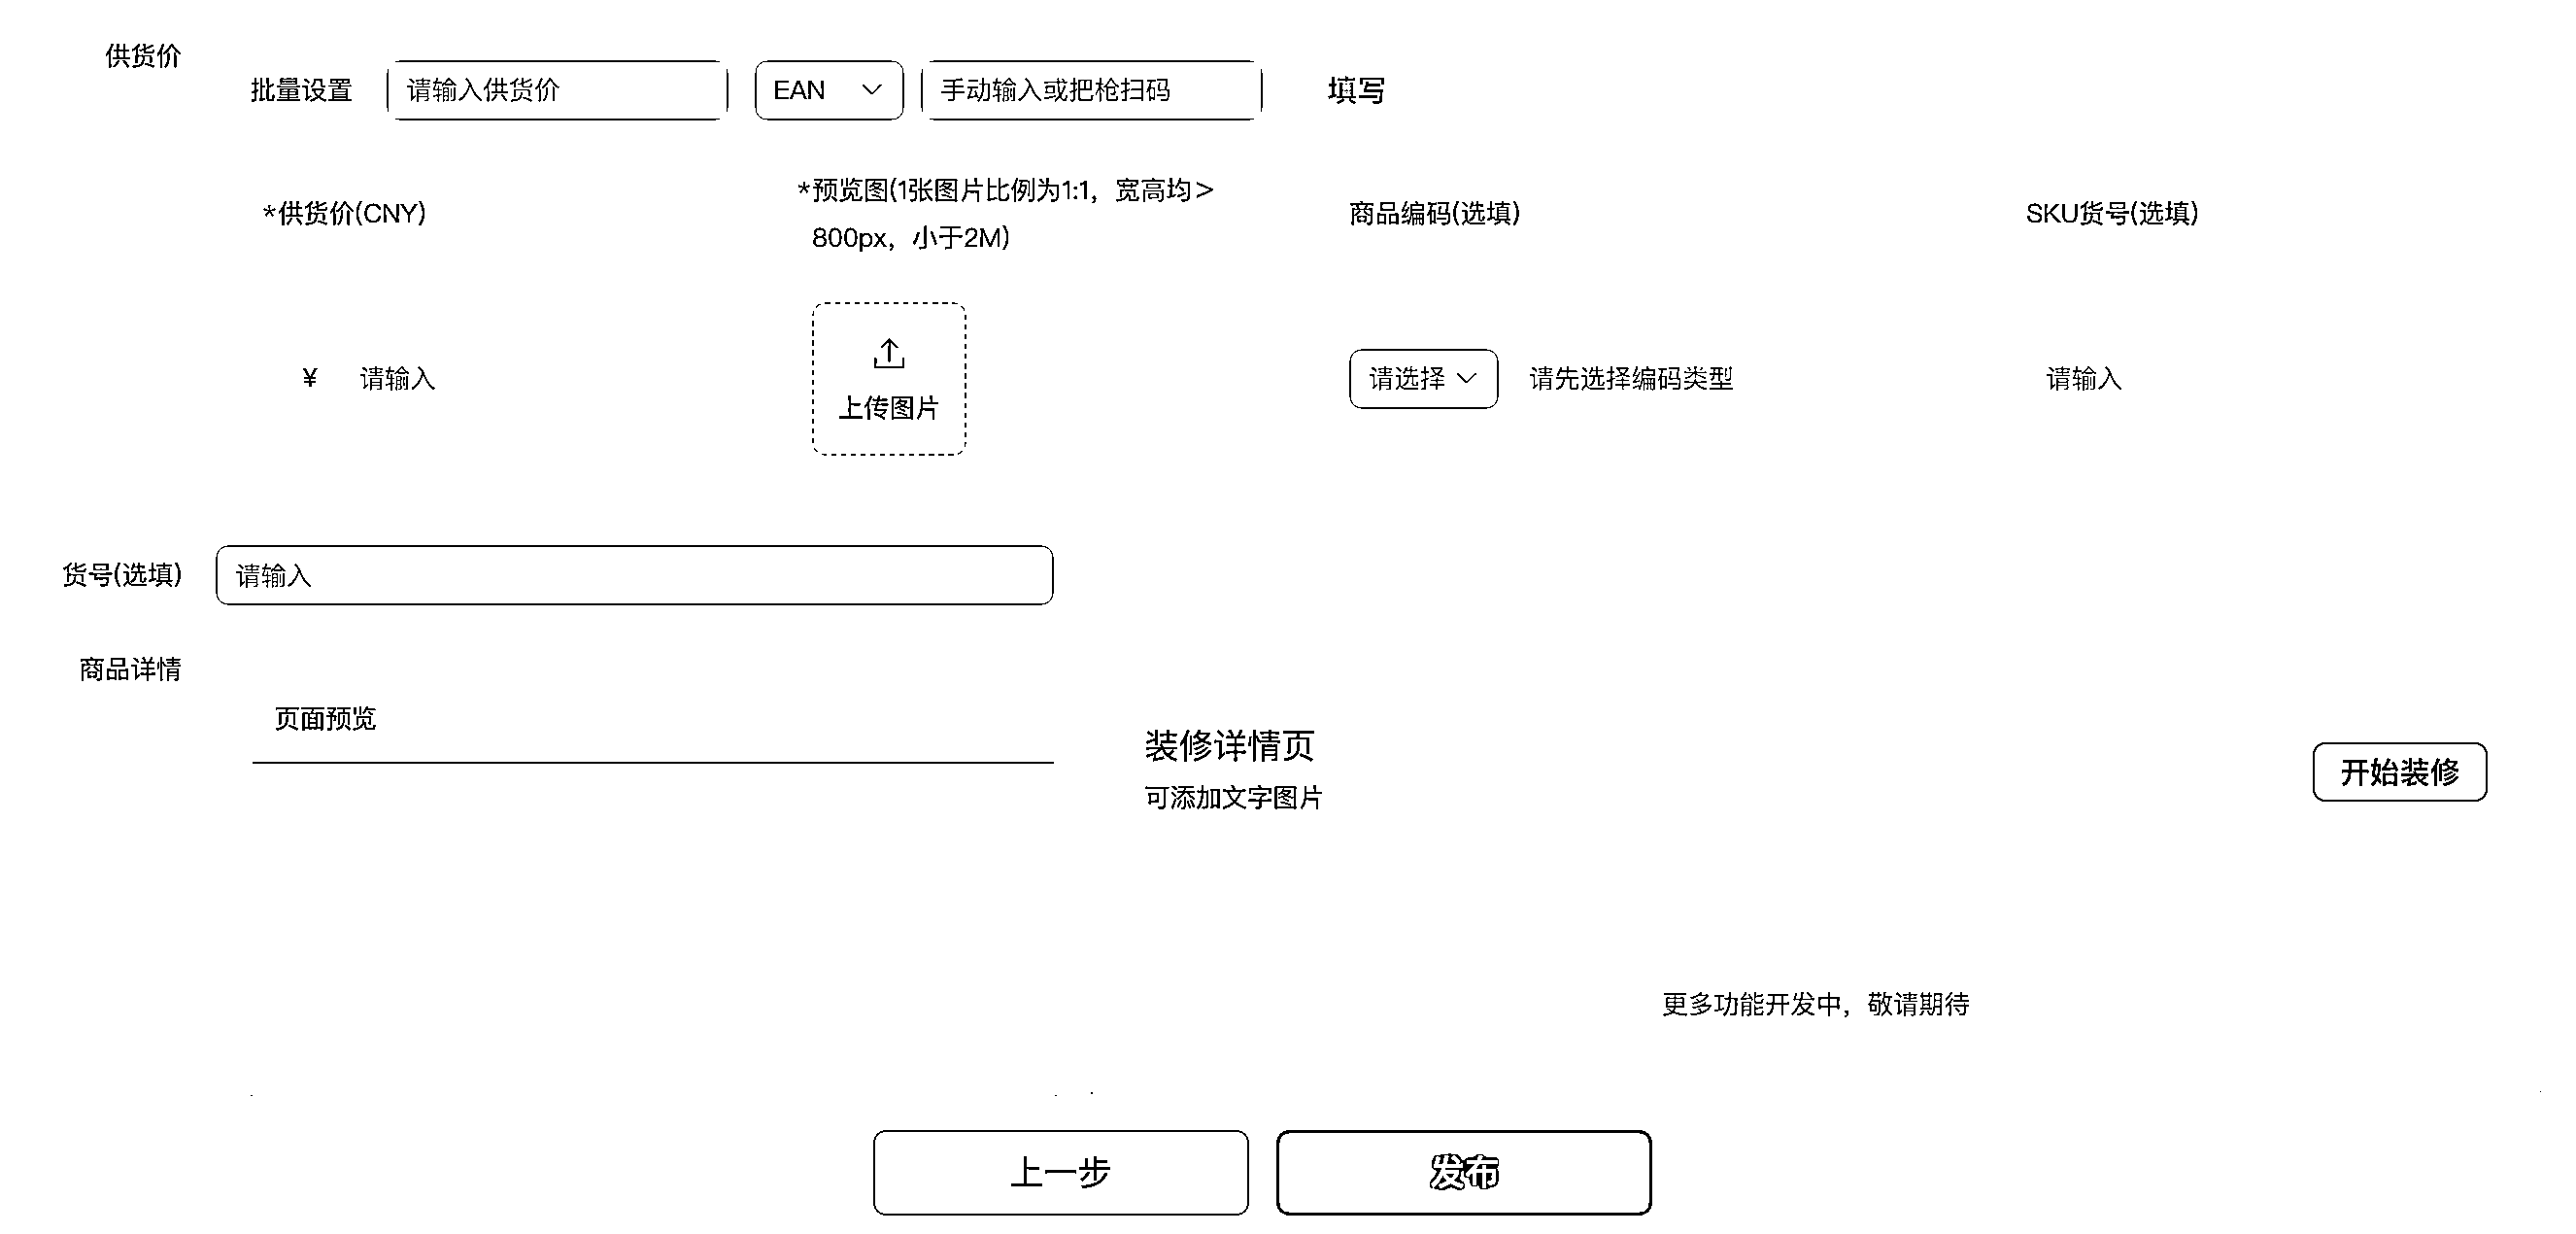 供货价
批量设置 请输入供货价 EAN 手动输入或把枪扫码 填写
*供货价(CNY) *预览图(1张图片比例为1:1，宽高均＞ 商品编码(选填) SKU货号(选填)
800px，小于2M)
¥ 请输入 上传图片 请选择 请先选择编码类型 请输入
货号(选填) 请输入
商品详情
页面预览
装修详情页
可添加文字图片
开始装修
更多功能开发中，敬请期待
上一步 发布